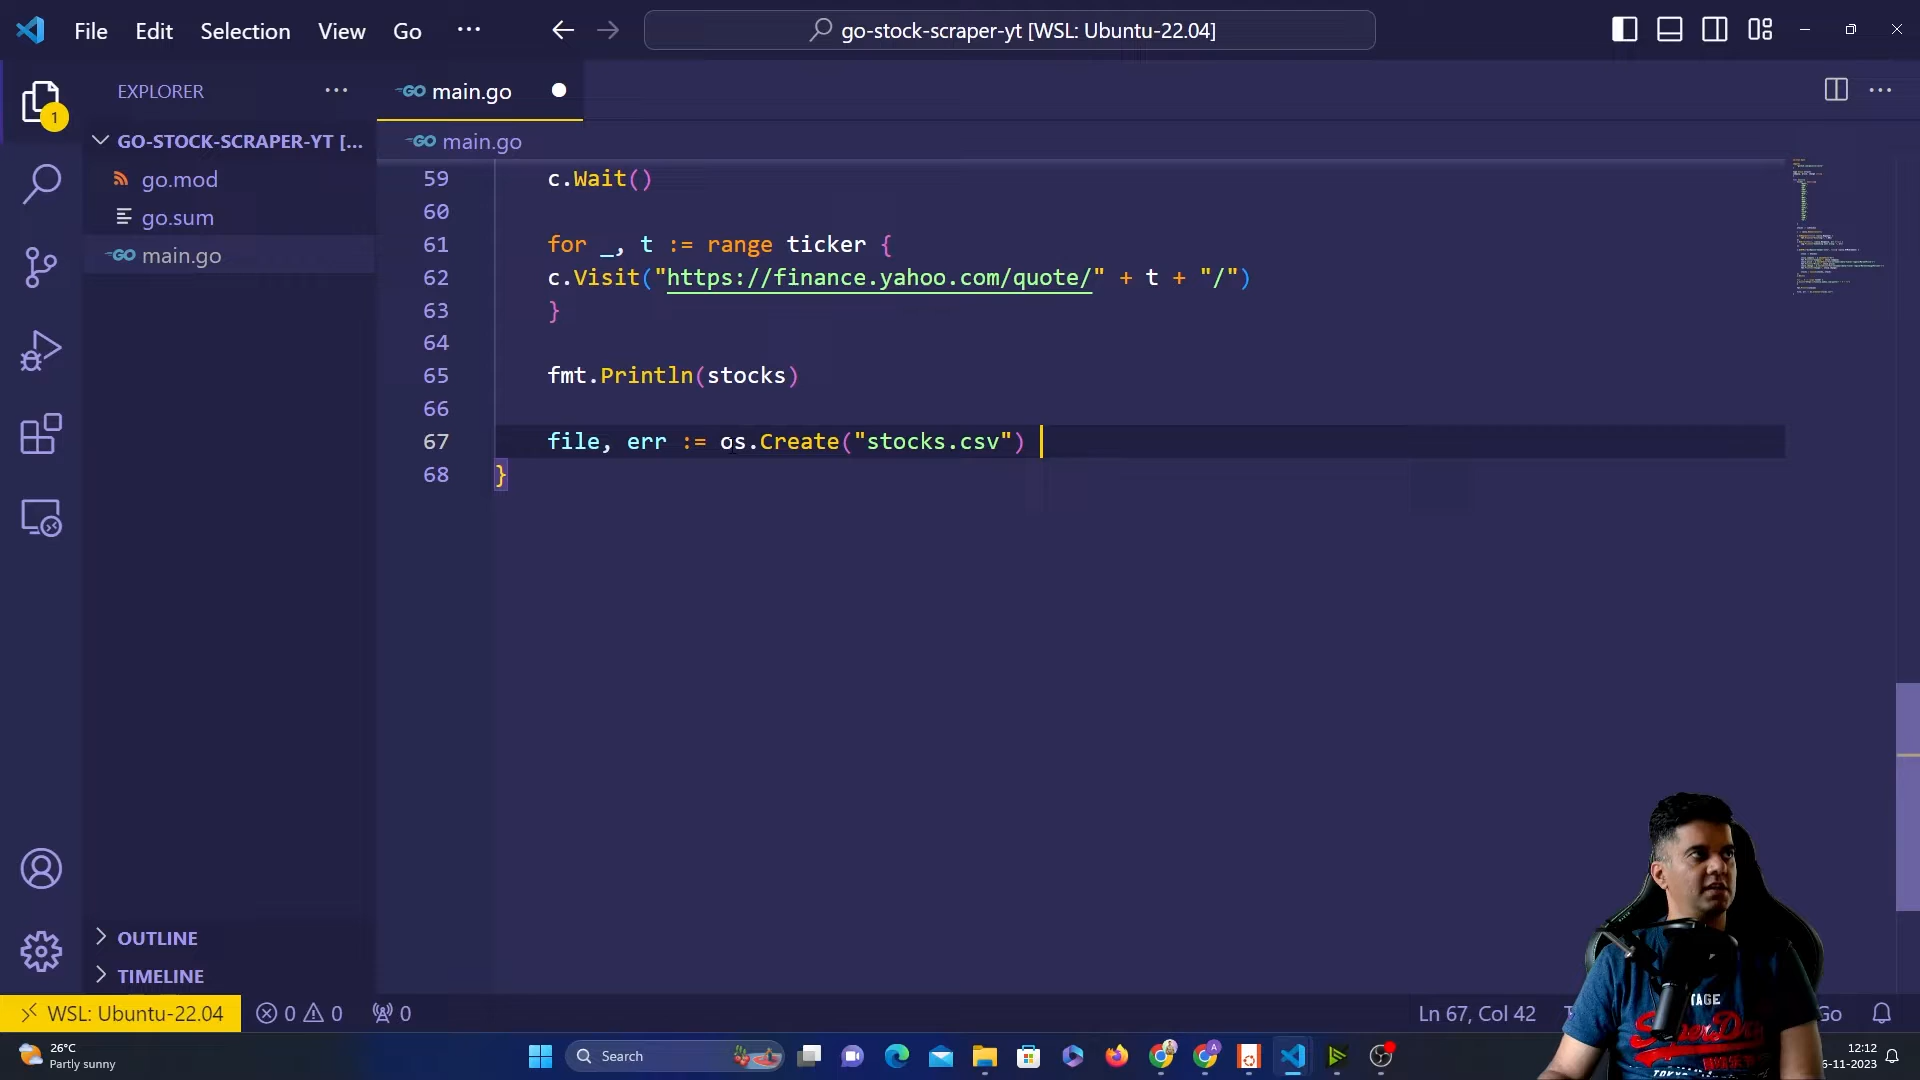 File Edit Selection View Go ···
go-stock-scraper-yt [WSL: Ubuntu-22.04]
EXPLORER
1
GO-STOCK-SCRAPER-YT [...
go.mod
go.sum
GO main.go
OUTLINE
TIMELINE
GO main.go
GO main.go
59 c.Wait()
60
61 for _, t := range ticker {
62 c.Visit("https://finance.yahoo.com/quote/" + t + "/")
63 }
64
65 fmt.Println(stocks)
66
67 file, err := os.Create("stocks.csv")
68 }
WSL: Ubuntu-22.04 0 0 0
Ln 67, Col 42
Go
26°C
Partly sunny
Search
12:12
6-11-2023